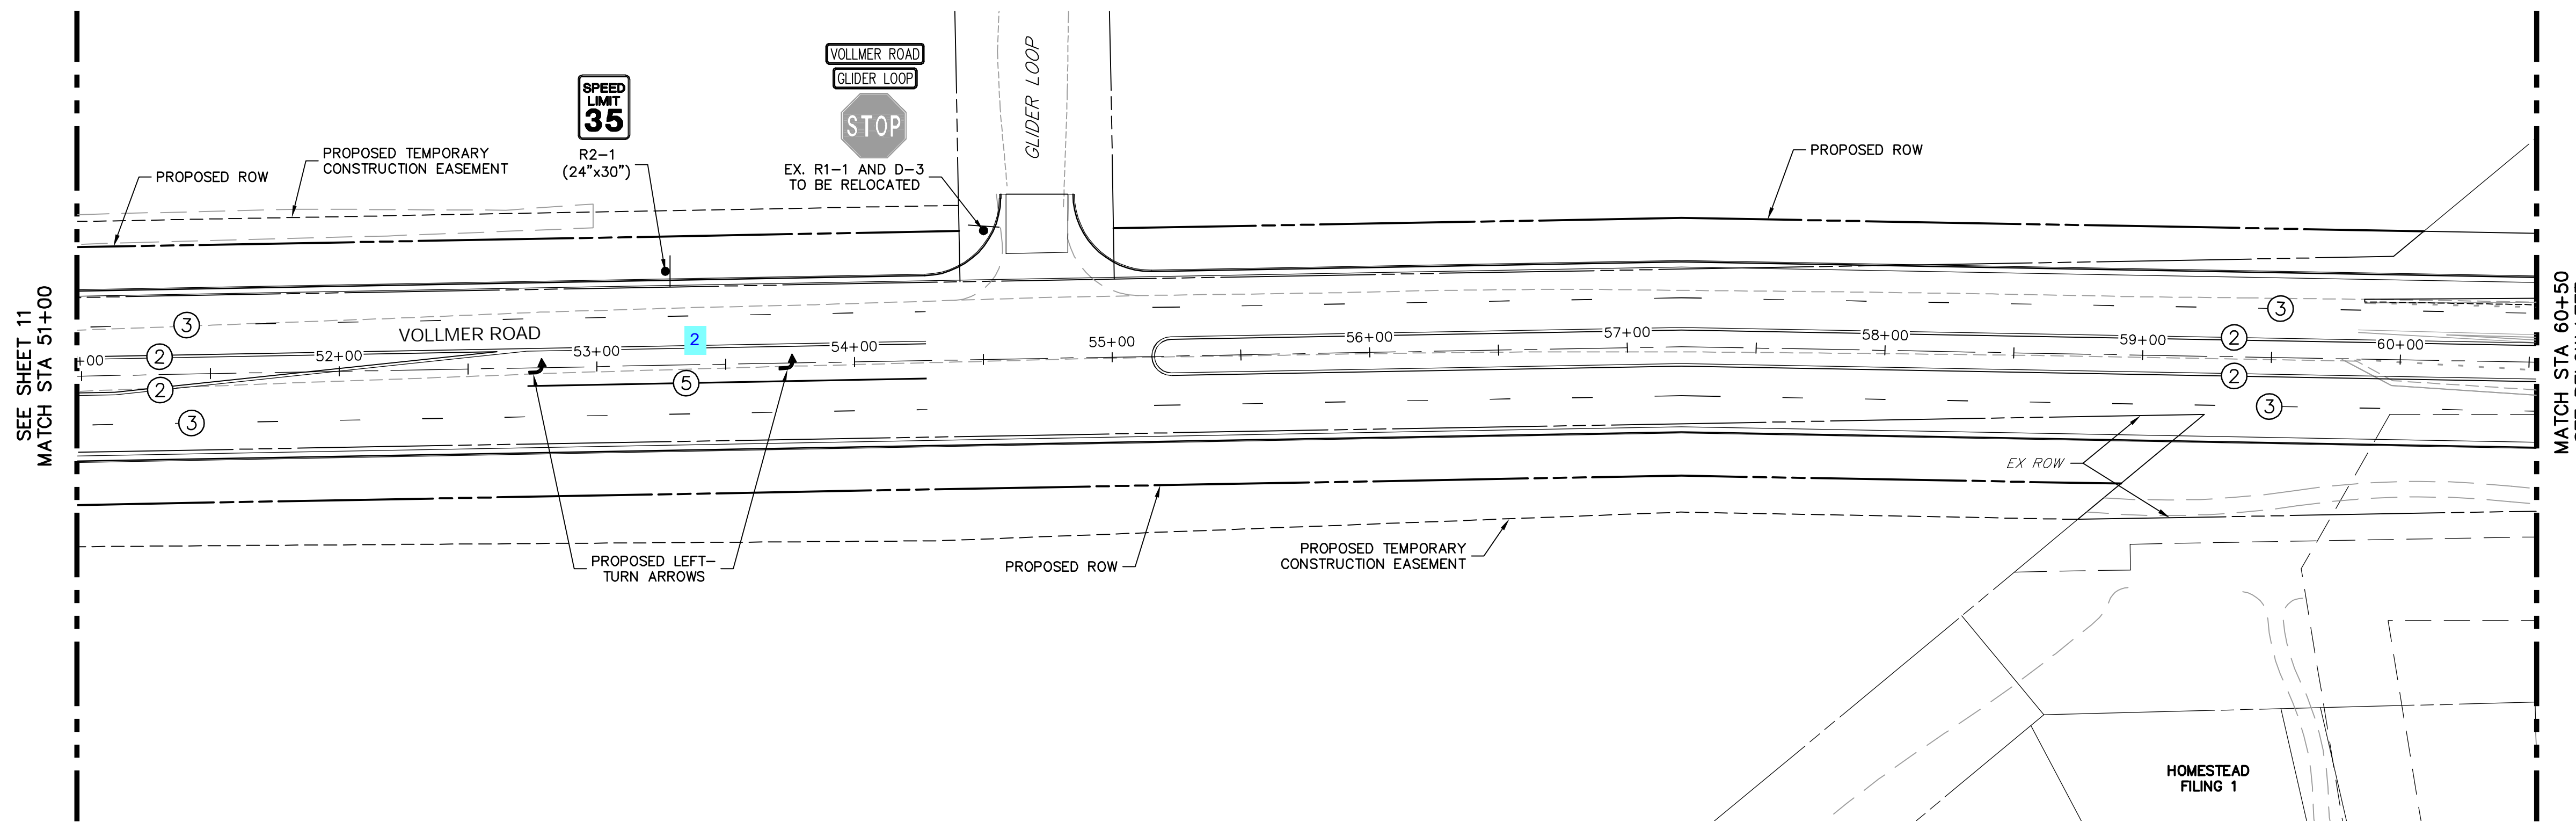 SEE SHEET 11
MATCH STA 51+00
PROPOSED ROW
PROPOSED TEMPORARY
CONSTRUCTION EASEMENT
SPEED
LIMIT
35
R2-1
(24"x30")
VOLLMER ROAD
GLIDER LOOP
STOP
EX. R1-1 AND D-3
TO BE RELOCATED
GLIDER LOOP
PROPOSED ROW
3
VOLLMER ROAD
2
3
2
+00
52+00
53+00
54+00
55+00
56+00
57+00
58+00
59+00
2
60+00
2
5
2
3
3
EX ROW
PROPOSED LEFT-
TURN ARROWS
PROPOSED ROW
PROPOSED TEMPORARY
CONSTRUCTION EASEMENT
HOMESTEAD
FILING 1
MATCH STA 60+50